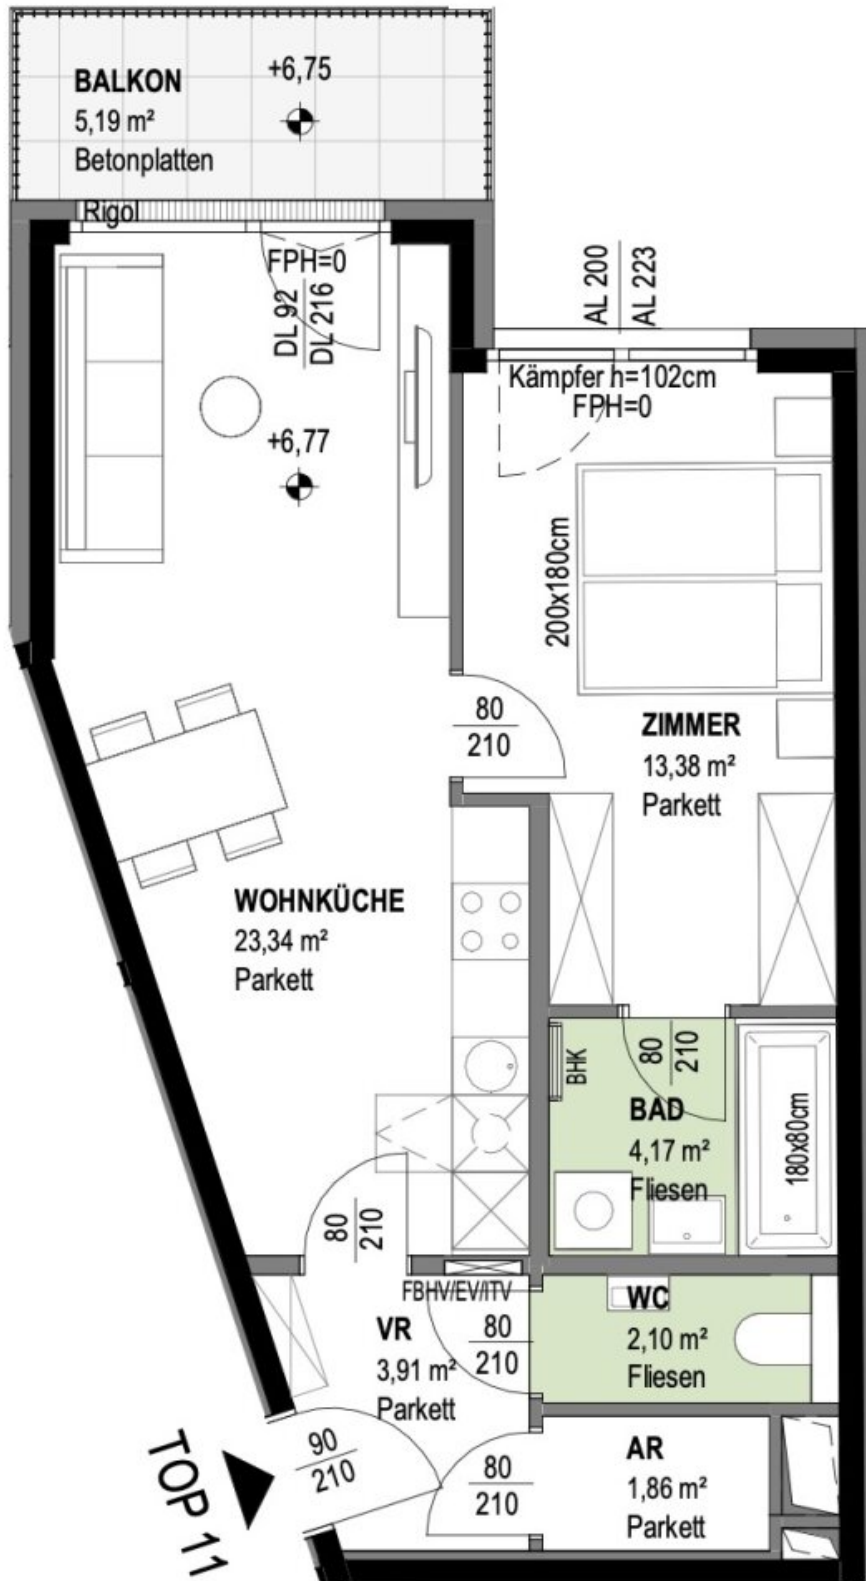 BALKON
5,19 m²
Betonplatten
+6,75
Rigol
FPH=0
DL 92
DL 216
AL 200
AL 223
Kämpfer h=102cm
FPH=0
+6,77
200x180cm
80
210
ZIMMER
13,38 m²
Parkett
WOHNKÜCHE
23,34 m²
Parkett
BHK
80
210
BAD
4,17 m²
Fliesen
180x80cm
80
210
FBHV/EV/ITV
VR
3,91 m²
Parkett
80
210
WC
2,10 m²
Fliesen
90
210
TOP 11
80
210
AR
1,86 m²
Parkett